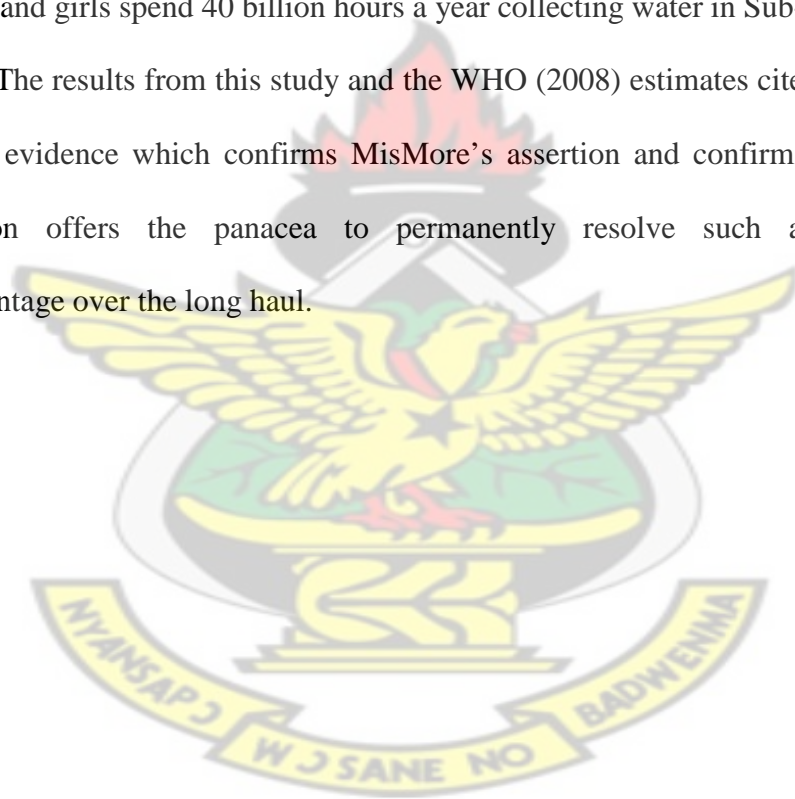 and girls spend 40 billion hours a year collecting water in Sub
The results from this study and the WHO (2008) estimates cite
evidence which confirms MisMore’s assertion and confirm
on offers the panacea to permanently resolve such a
ntage over the long haul.
NYANSAPƆ
WƆSANE NO
BADWENMA